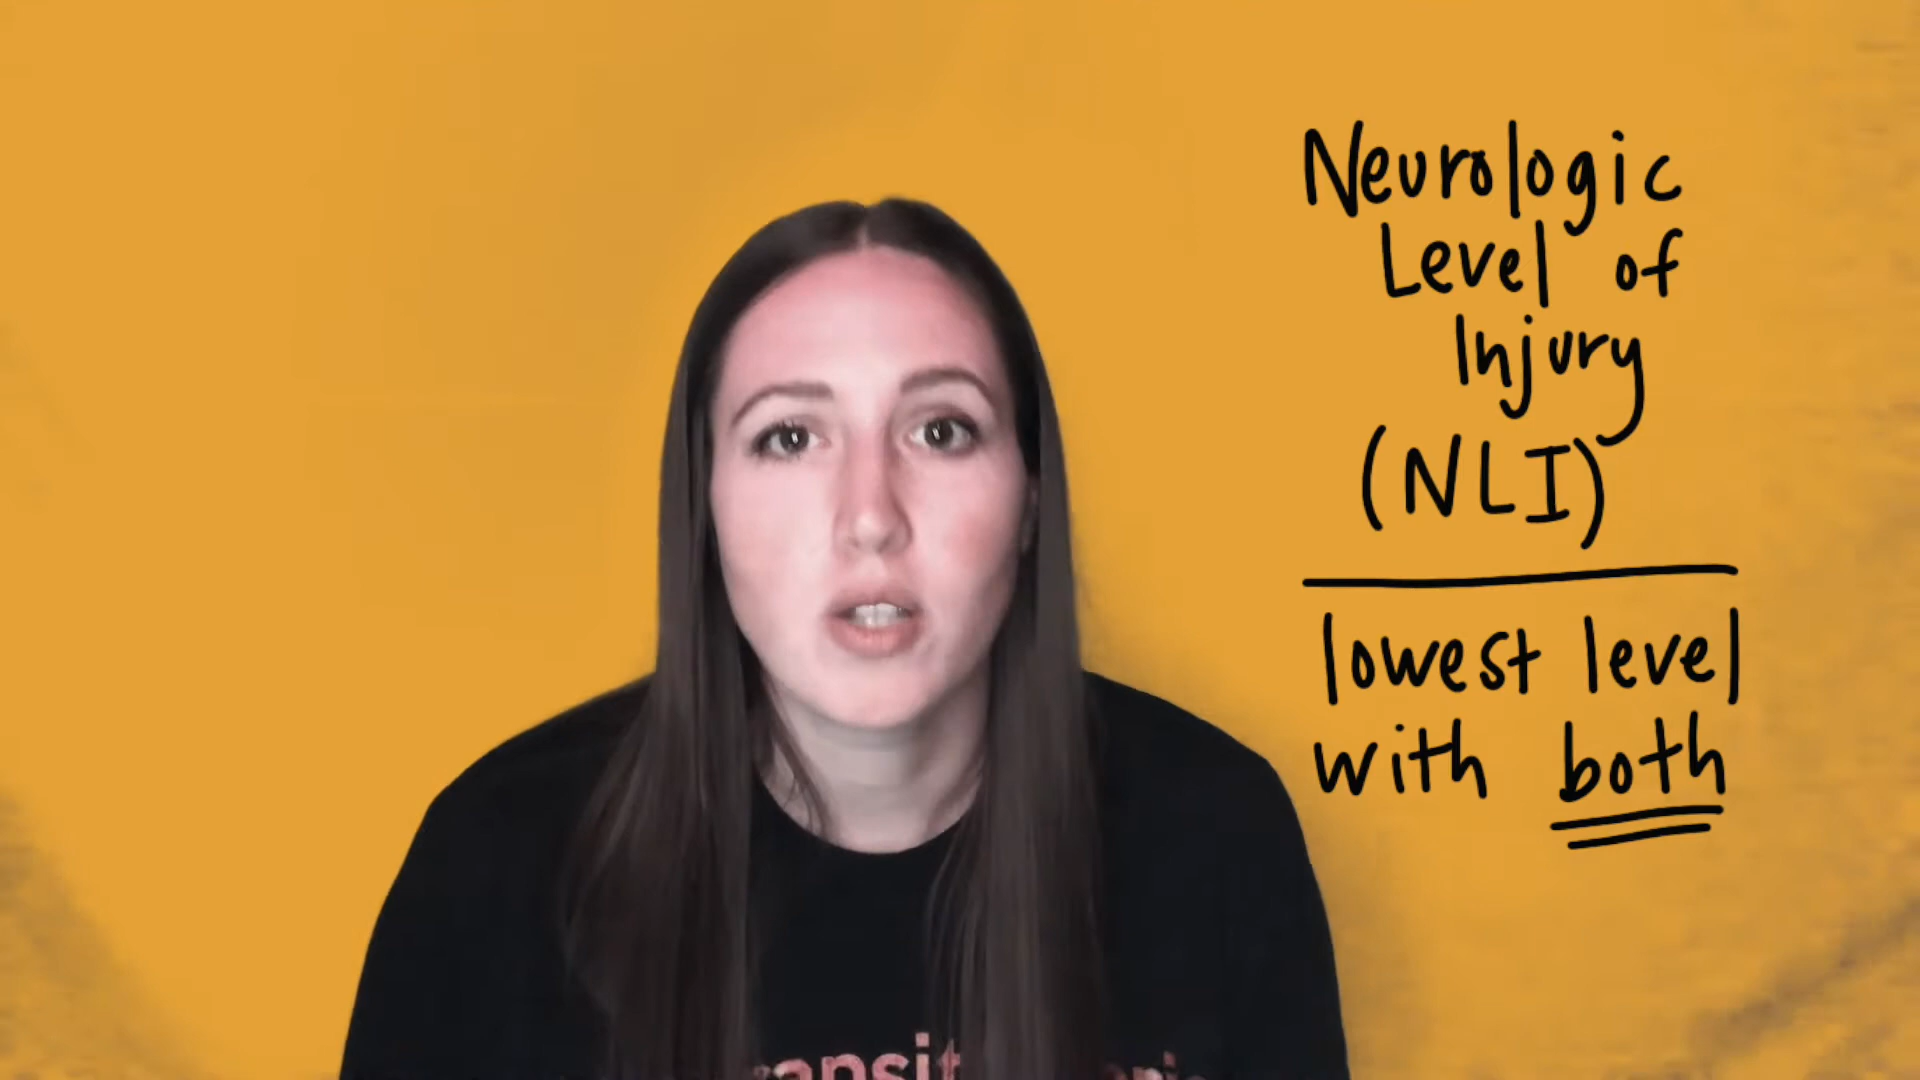 Neurologic
Level of
Injury
(NLI)
lowest level
with both